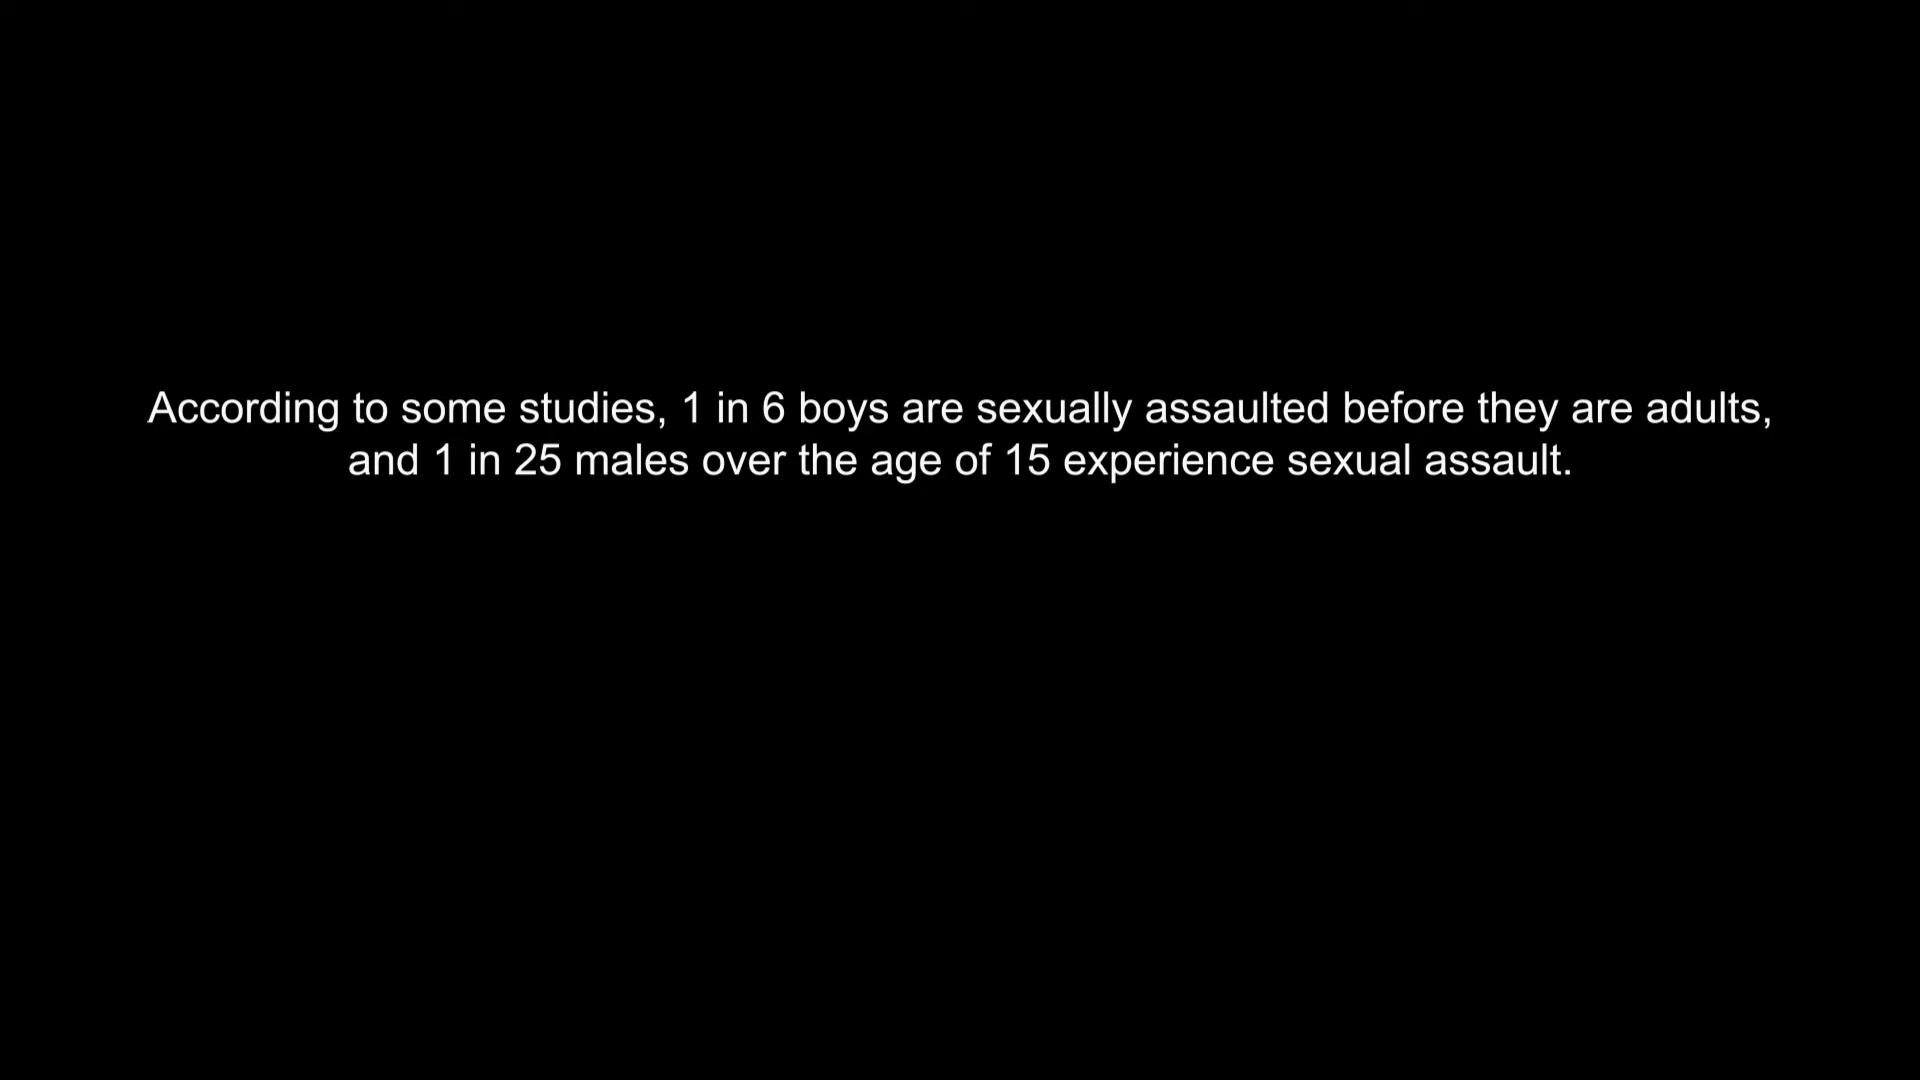 According to some studies, 1 in 6 boys are sexually assaulted before they are adults,
and 1 in 25 males over the age of 15 experience sexual assault.